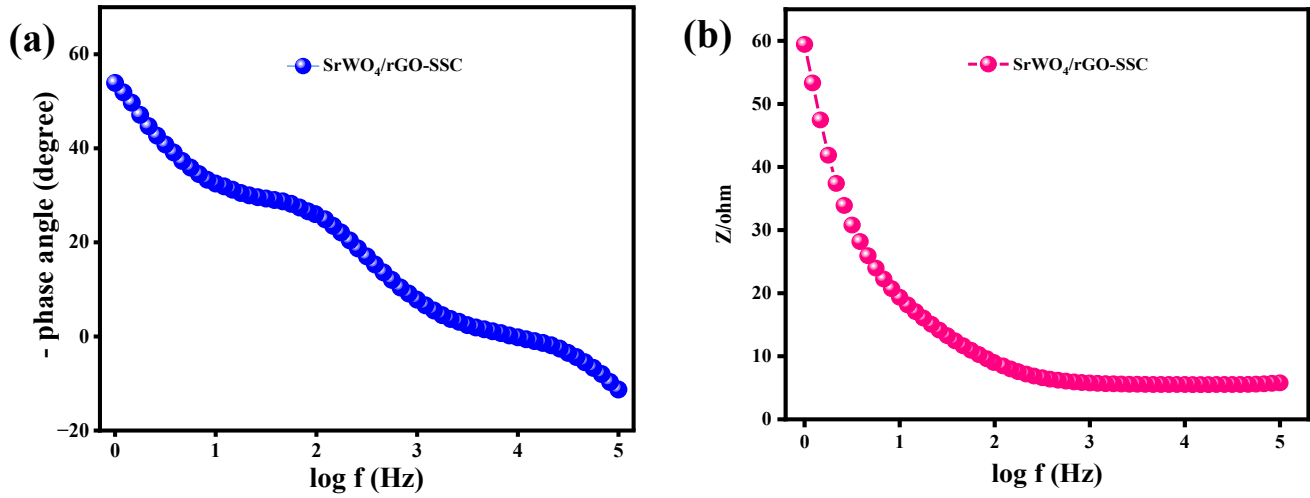 (a)
SrWO₄/rGO-SSC
- phase angle (degree)
60
40
20
0
−20
0 1 2 3 4 5
log f (Hz)
(b)
SrWO₄/rGO-SSC
Z/ohm
60
50
40
30
20
10
0
0 1 2 3 4 5
log f (Hz)